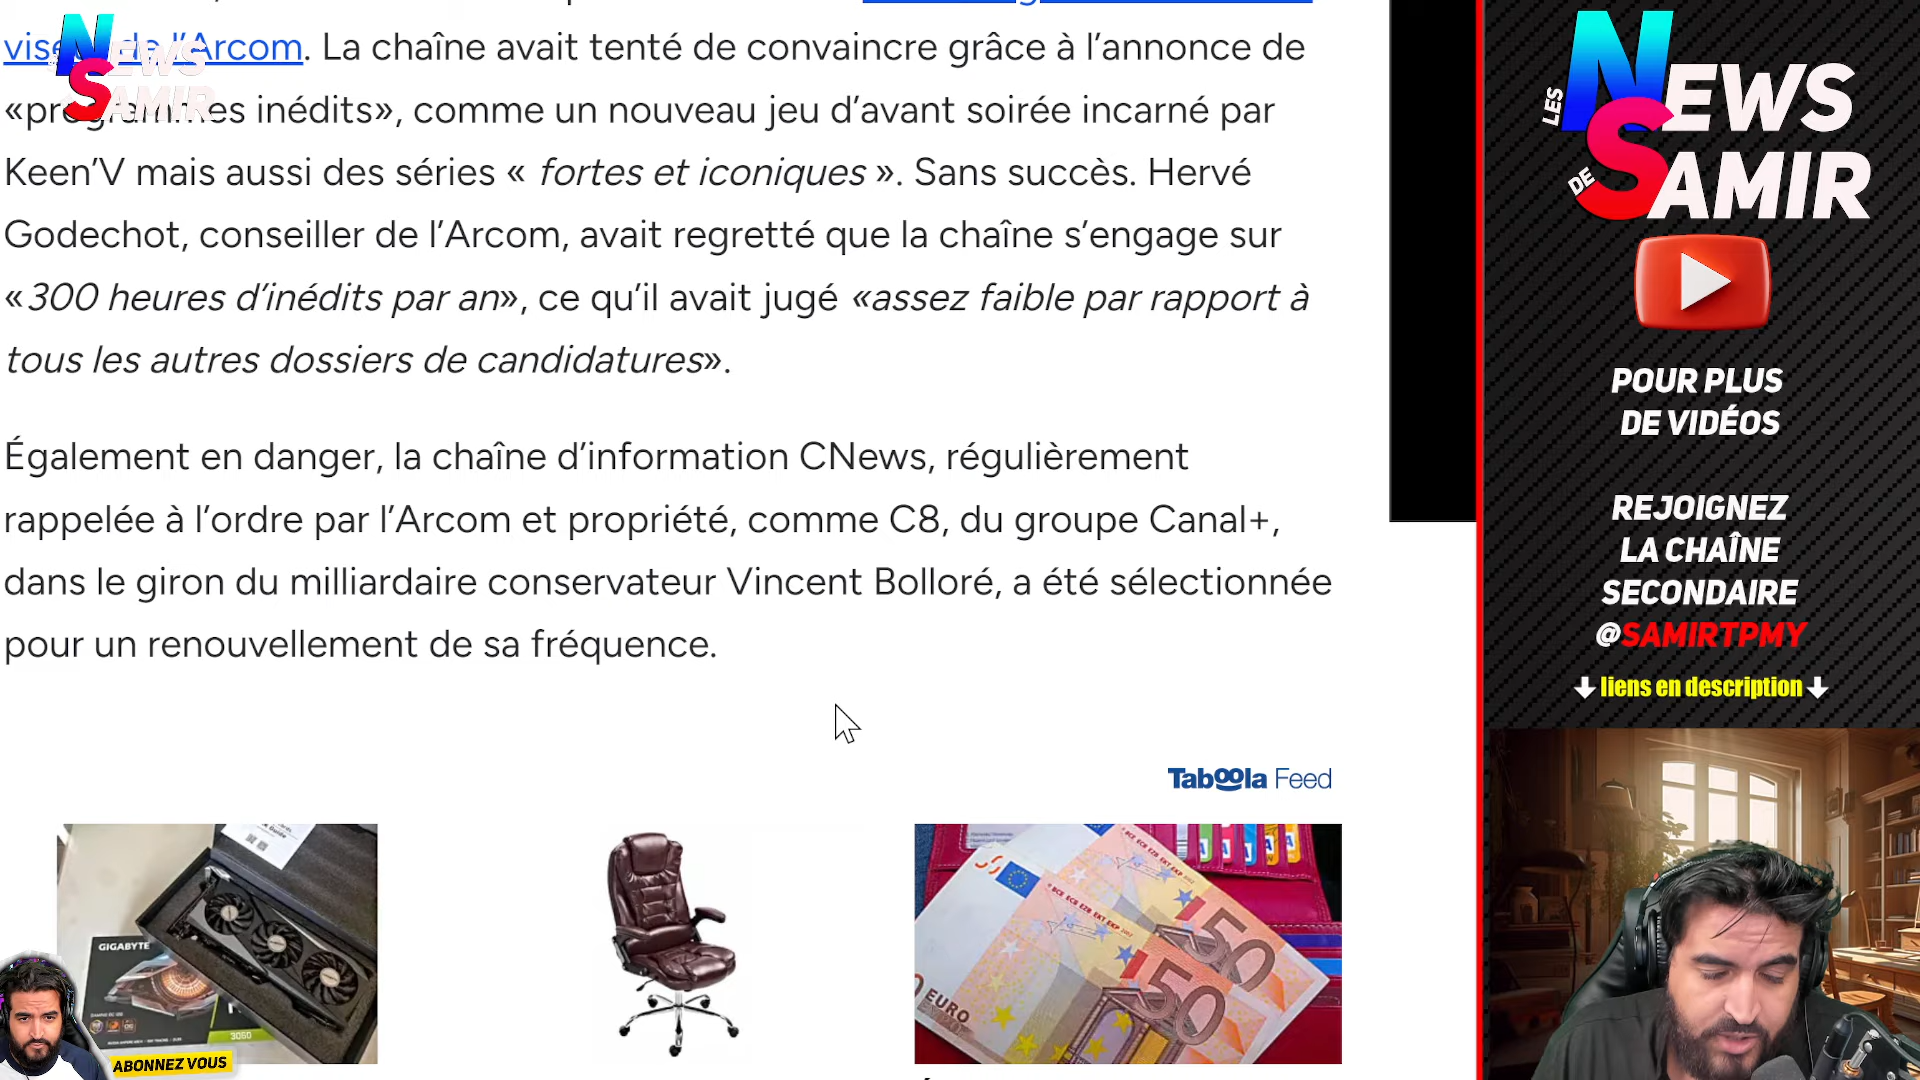 de l'Arcom. La chaîne avait tenté de convaincre grâce à l'annonce de
«programmes inédits», comme un nouveau jeu d'avant soirée incarné par
Keen'V mais aussi des séries « fortes et iconiques ». Sans succès. Hervé
Godechot, conseiller de l'Arcom, avait regretté que la chaîne s'engage sur
«300 heures d'inédits par an», ce qu'il avait jugé «assez faible par rapport à
tous les autres dossiers de candidatures».
Également en danger, la chaîne d'information CNews, régulièrement
rappelée à l'ordre par l'Arcom et propriété, comme C8, du groupe Canal+,
dans le giron du milliardaire conservateur Vincent Bolloré, a été sélectionnée
pour un renouvellement de sa fréquence.
Taboola Feed
NEWS
SAMIR
GIGABYTE
3060
EURO
50
50
ABONNEZ VOUS
LES
NEWS
DE
SAMIR
POUR PLUS
DE VIDÉOS
REJOIGNEZ
LA CHAÎNE
SECONDAIRE
@SAMIRTPMY
liens en description